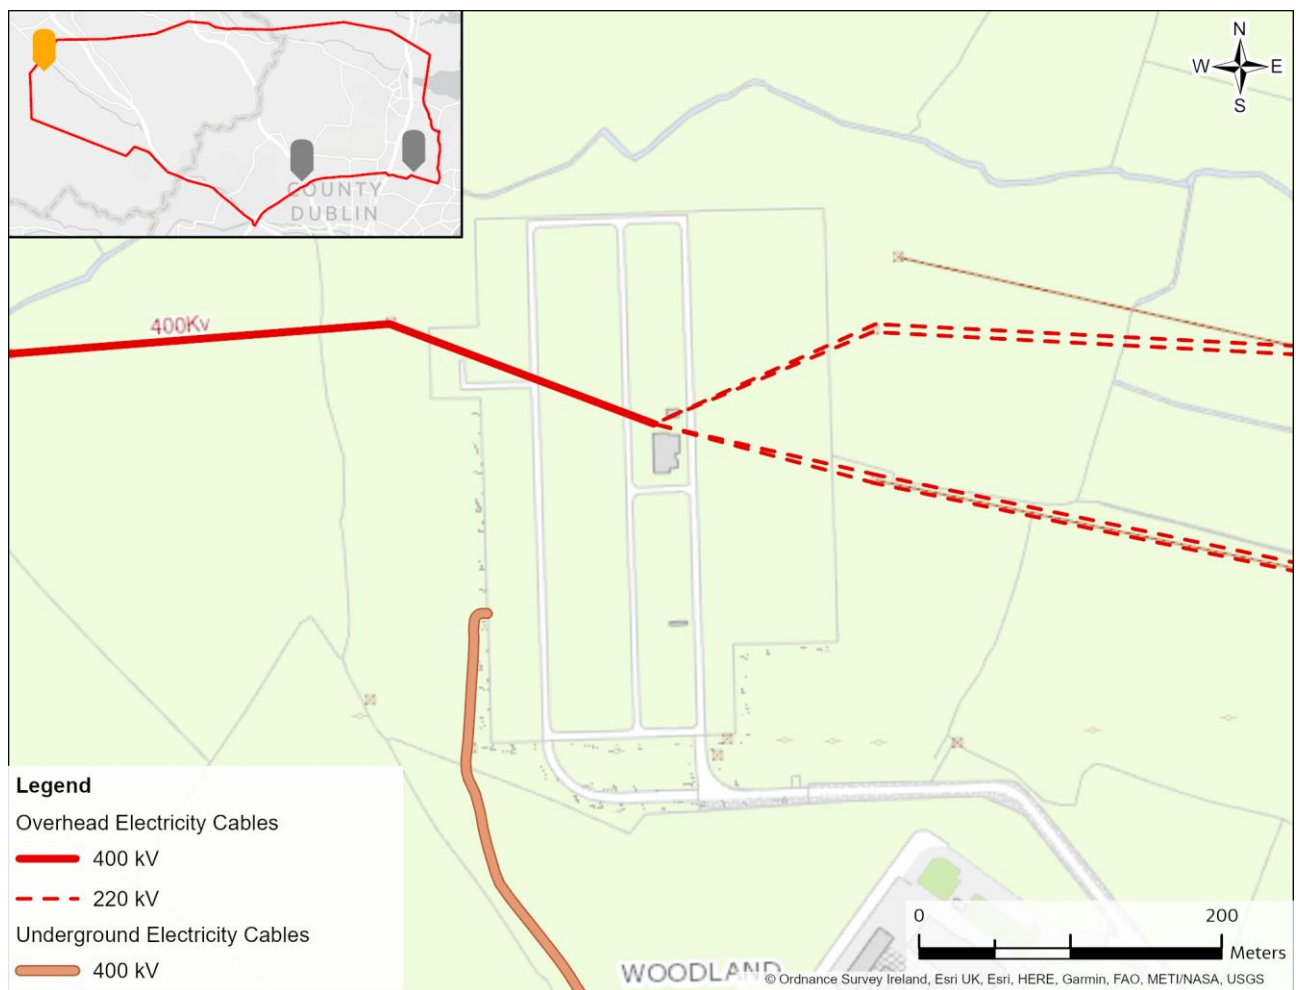 COUNTY
DUBLIN
N
W E
S
400Kv
Legend
Overhead Electricity Cables
400 kV
220 kV
Underground Electricity Cables
400 kV
WOODLAND
0 200
Meters
© Ordnance Survey Ireland, Esri UK, Esri, HERE, Garmin, FAO, METI/NASA, USGS